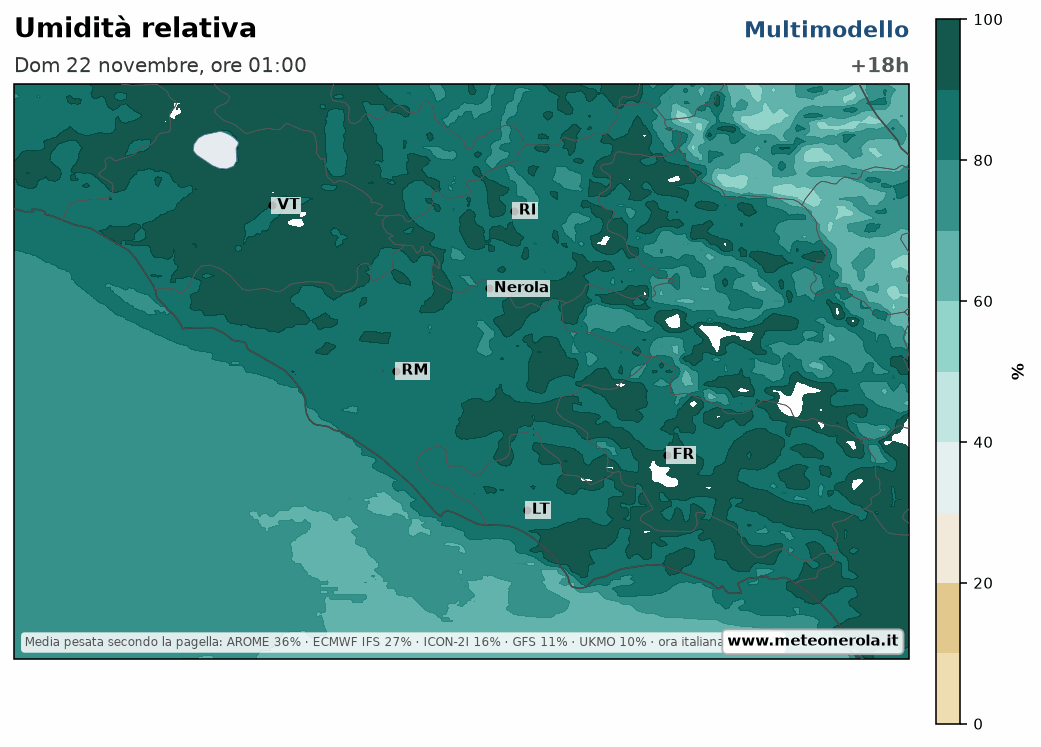 Umidità relativa
Multimodello
Dom 22 novembre, ore 01:00
+18h
100
80
60
40
20
0
%
VT
RI
Nerola
RM
FR
LT
Media pesata secondo la pagella: AROME 36% · ECMWF IFS 27% · ICON-2I 16% · GFS 11% · UKMO 10% · ora italiana
www.meteonerola.it